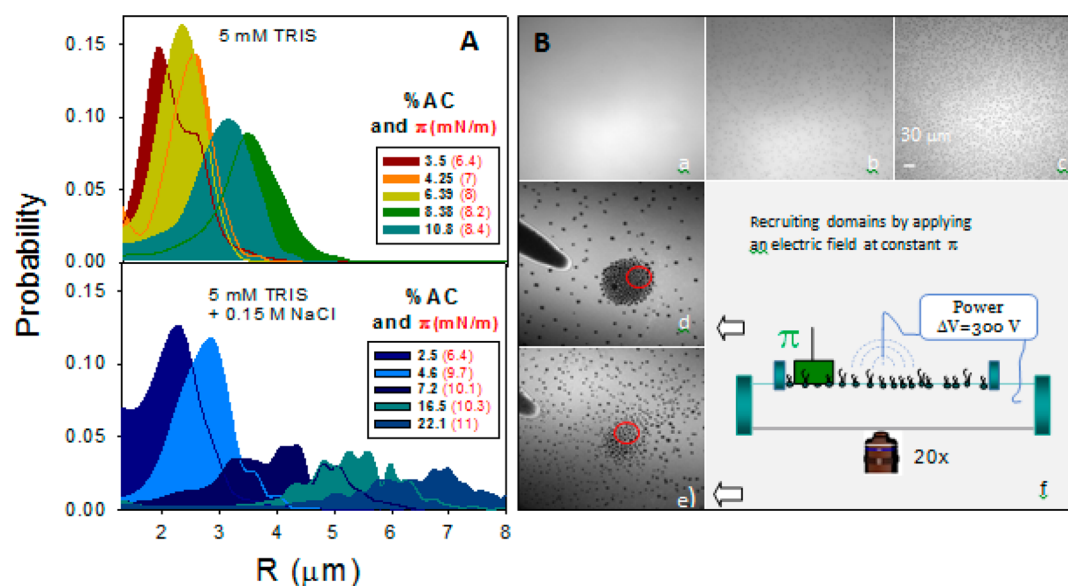 A
5 mM TRIS
%AC
and π(mN/m)
3.5 (6.4)
4.25 (7)
6.39 (8)
8.38 (8.2)
10.8 (8.4)
0.15
0.10
0.05
0.00
Probability
5 mM TRIS
+ 0.15 M NaCl
%AC
and π(mN/m)
2.5 (6.4)
4.6 (9.7)
7.2 (10.1)
16.5 (10.3)
22.1 (11)
0.15
0.10
0.05
0.00
2 3 4 5 6 7 8
R (μm)
B
a
b
30 μm
c
d
e)
Recruiting domains by applying
an electric field at constant π
Power
ΔV=300 V
π
20x
f